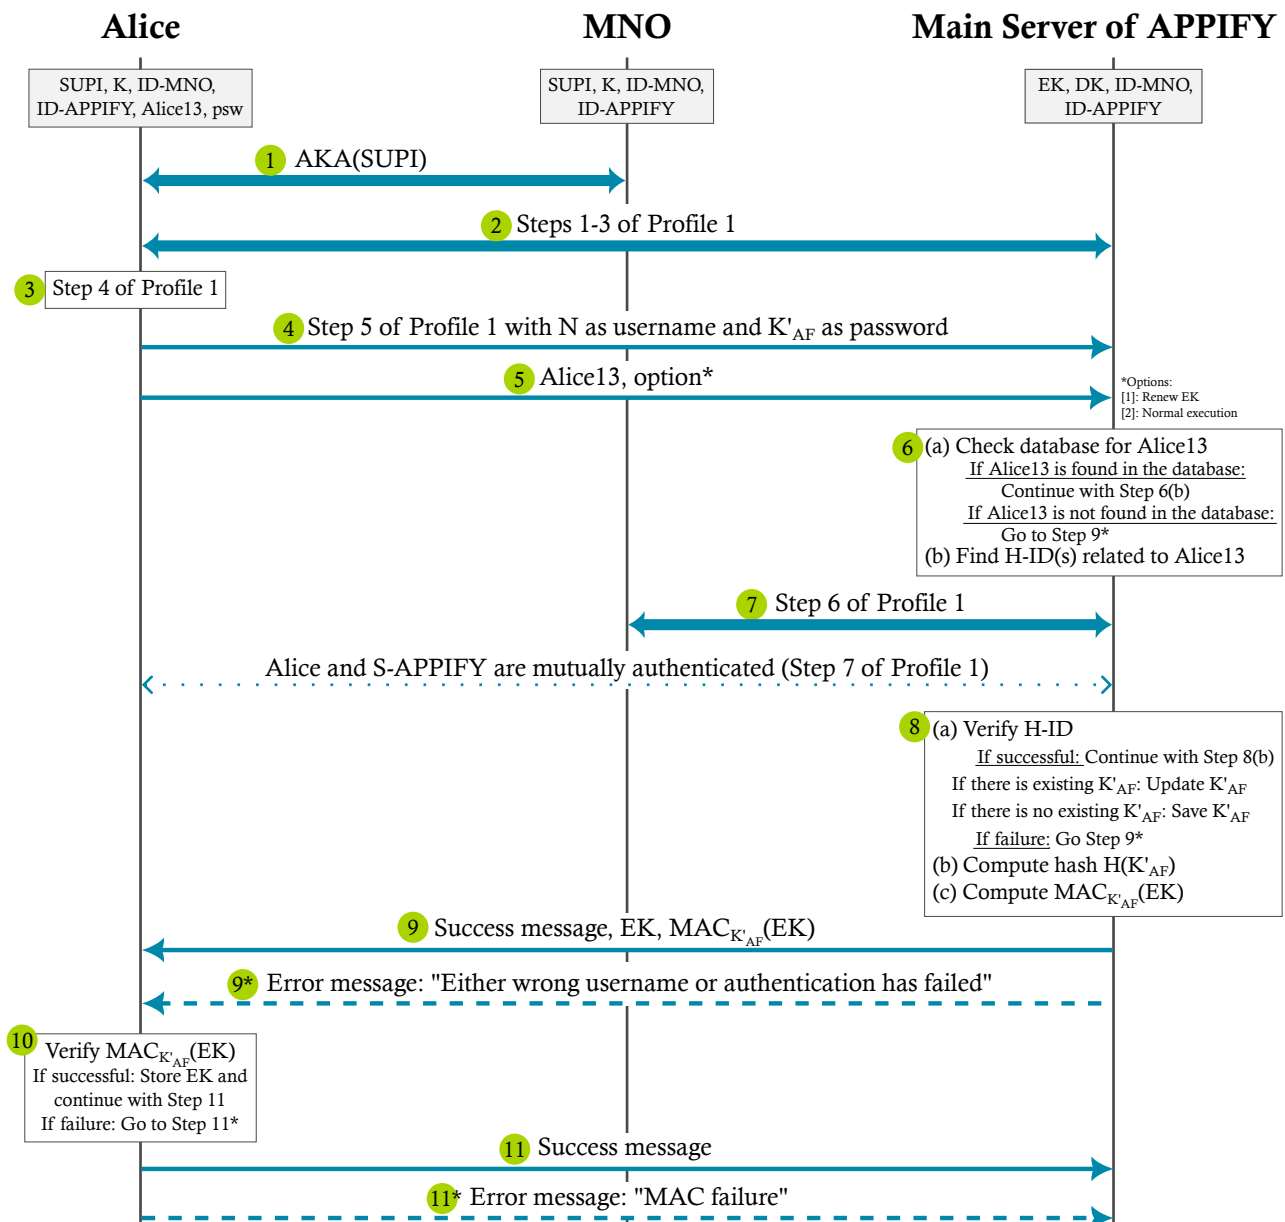 Alice
MNO
Main Server of APPIFY
SUPI, K, ID-MNO,
ID-APPIFY, Alice13, psw
SUPI, K, ID-MNO,
ID-APPIFY
EK, DK, ID-MNO,
ID-APPIFY
1 AKA(SUPI)
2 Steps 1-3 of Profile 1
3 Step 4 of Profile 1
4 Step 5 of Profile 1 with N as username and K'AF as password
5 Alice13, option*
*Options:
[1]: Renew EK
[2]: Normal execution
6 (a) Check database for Alice13
If Alice13 is found in the database:
Continue with Step 6(b)
If Alice13 is not found in the database:
Go to Step 9*
(b) Find H-ID(s) related to Alice13
7 Step 6 of Profile 1
Alice and S-APPIFY are mutually authenticated (Step 7 of Profile 1)
8 (a) Verify H-ID
If successful: Continue with Step 8(b)
If there is existing K'AF: Update K'AF
If there is no existing K'AF: Save K'AF
If failure: Go Step 9*
(b) Compute hash H(K'AF)
(c) Compute MACK'AF(EK)
9 Success message, EK, MACK'AF(EK)
9* Error message: "Either wrong username or authentication has failed"
10 Verify MACK'AF(EK)
If successful: Store EK and
continue with Step 11
If failure: Go to Step 11*
11 Success message
11* Error message: "MAC failure"